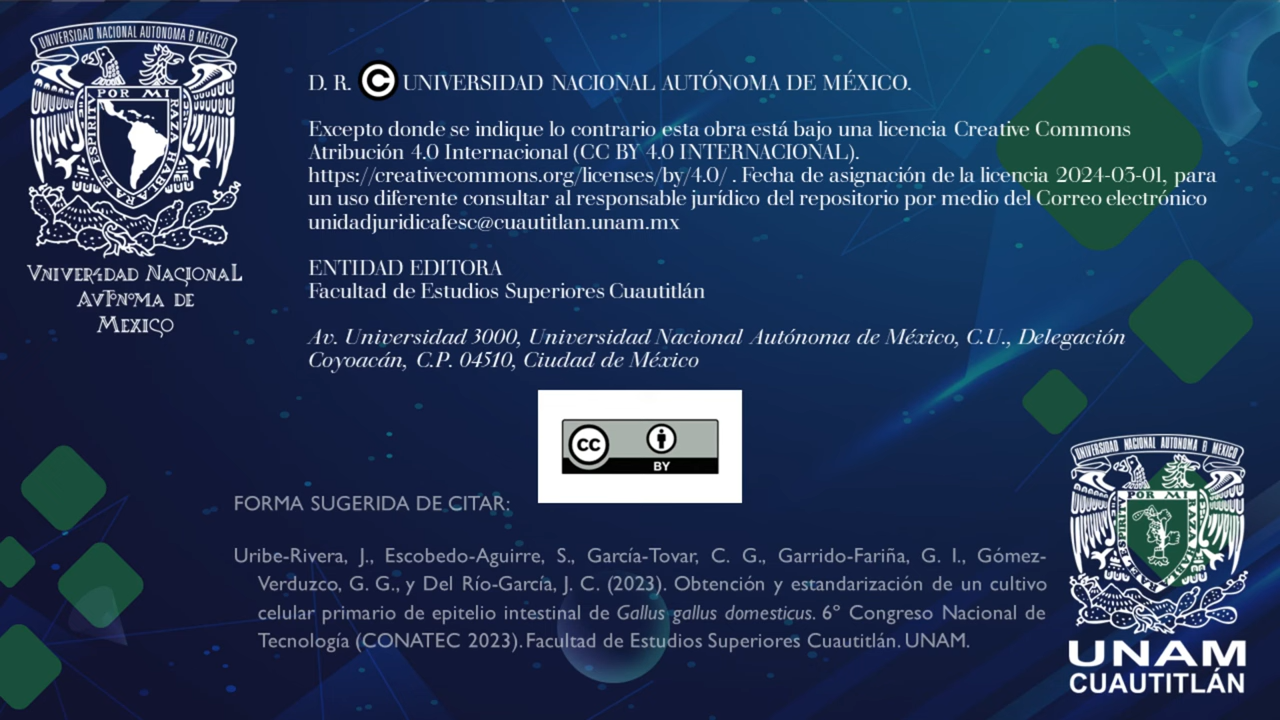 UNIVERSIDAD NACIONAL AUTONOMA Đ MEXICO
POR MI RAZA HABLARA EL ESPIRITU
VNIVERSDAD NACIONAL
AVTNMA DE
MEXICO
D. R. © UNIVERSIDAD NACIONAL AUTÓNOMA DE MÉXICO.
Excepto donde se indique lo contrario esta obra está bajo una licencia Creative Commons
Atribución 4.0 Internacional (CC BY 4.0 INTERNACIONAL).
https://creativecommons.org/licenses/by/4.0/ . Fecha de asignación de la licencia 2024-03-01, para
un uso diferente consultar al responsable jurídico del repositorio por medio del Correo electrónico
unidadjuridicafesc@cuautitlan.unam.mx
ENTIDAD EDITORA
Facultad de Estudios Superiores Cuautitlán
Av. Universidad 3000, Universidad Nacional Autónoma de México, C.U., Delegación
Coyoacán, C.P. 04510, Ciudad de México
cc
BY
FORMA SUGERIDA DE CITAR:
Uribe-Rivera, J., Escobedo-Aguirre, S., García-Tovar, C. G., Garrido-Fariña, G. I., Gómez-
Verduzco, G. G., y Del Río-García, J. C. (2023). Obtención y estandarización de un cultivo
celular primario de epitelio intestinal de Gallus gallus domesticus. 6º Congreso Nacional de
Tecnología (CONATEC 2023). Facultad de Estudios Superiores Cuautitlán. UNAM.
UNIVERSIDAD NACIONAL AUTONOMA Đ MEXICO
POR MI RAZA HABLARA EL ESPIRITU
UNAM
CUAUTITLÁN